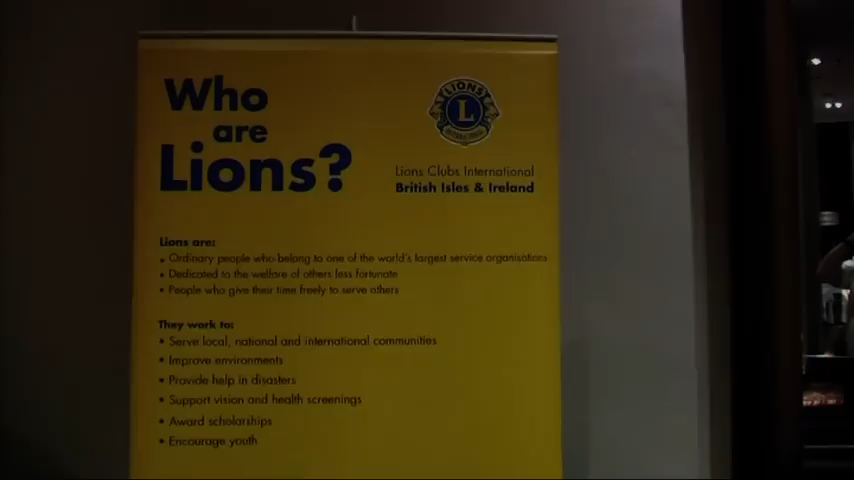 Who
are
Lions?
LIONS
L
INTERNATIONAL
Lions Clubs International
British Isles & Ireland
Lions are:
• Ordinary people who belong to one of the world's largest service organisations
• Dedicated to the welfare of others less fortunate
• People who give their time freely to serve others
They work to:
• Serve local, national and international communities
• Improve environments
• Provide help in disasters
• Support vision and health screenings
• Award scholarships
• Encourage youth